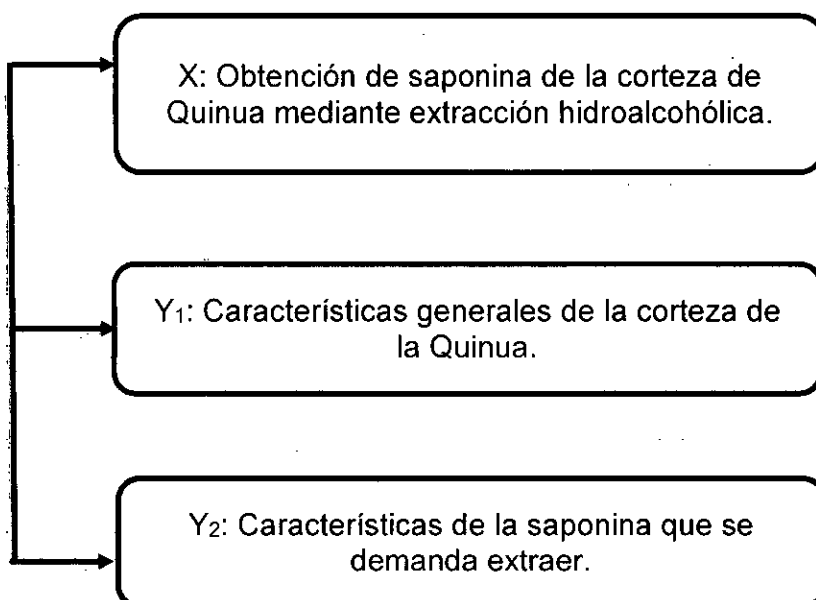 X: Obtención de saponina de la corteza de
Quinua mediante extracción hidroalcohólica.
Y₁: Características generales de la corteza de
la Quinua.
Y₂: Características de la saponina que se
demanda extraer.